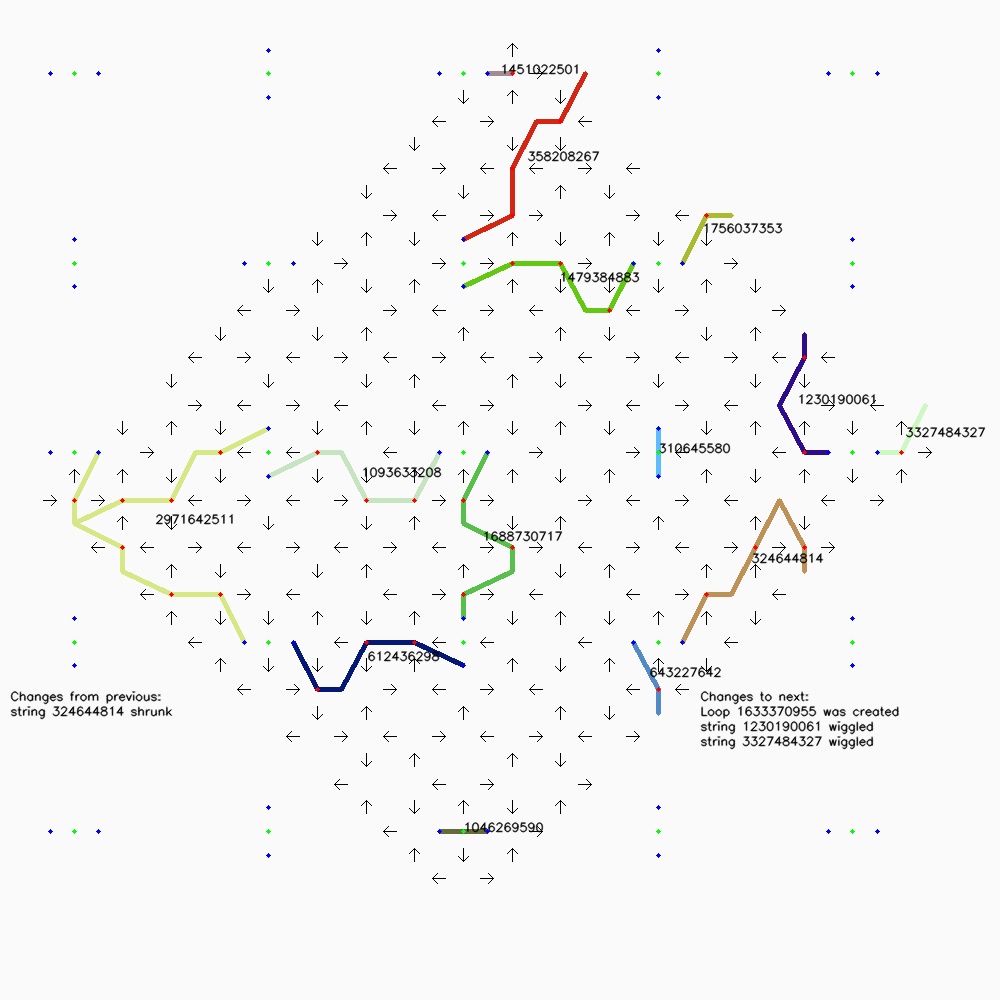 1451022501
358208267
1756037353
1479384883
1230190061
3327484327
310645580
1093633208
2971642511
1688730717
324644814
612436298
643227642
Changes from previous:
string 324644814 shrunk
Changes to next:
Loop 1633370955 was created
string 1230190061 wiggled
string 3327484327 wiggled
1046269590